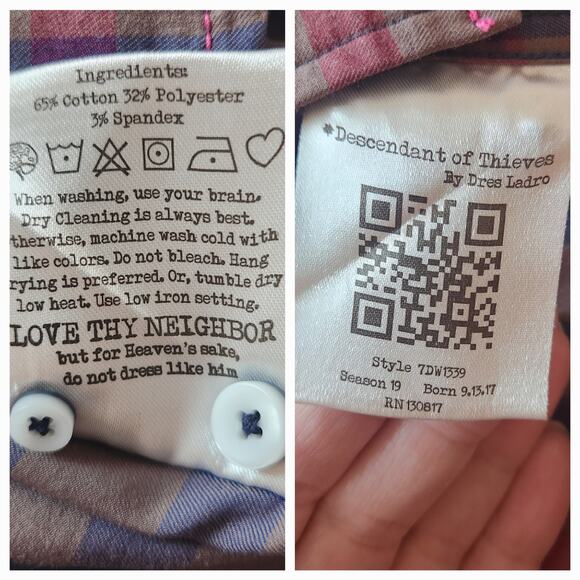 Ingredients:
65% Cotton 32% Polyester
3% Spandex
When washing, use your brain.
Dry Cleaning is always best.
therwise, machine wash cold with
like colors. Do not bleach. Hang
rying is preferred. Or, tumble dry
low heat. Use low iron setting.
LOVE THY NEIGHBOR
but for Heaven's sake,
do not dress like him
#Descendant of Thieves
By Dres Ladro
Style 7DW1339
Season 19 Born 9.13.17
RN 130817